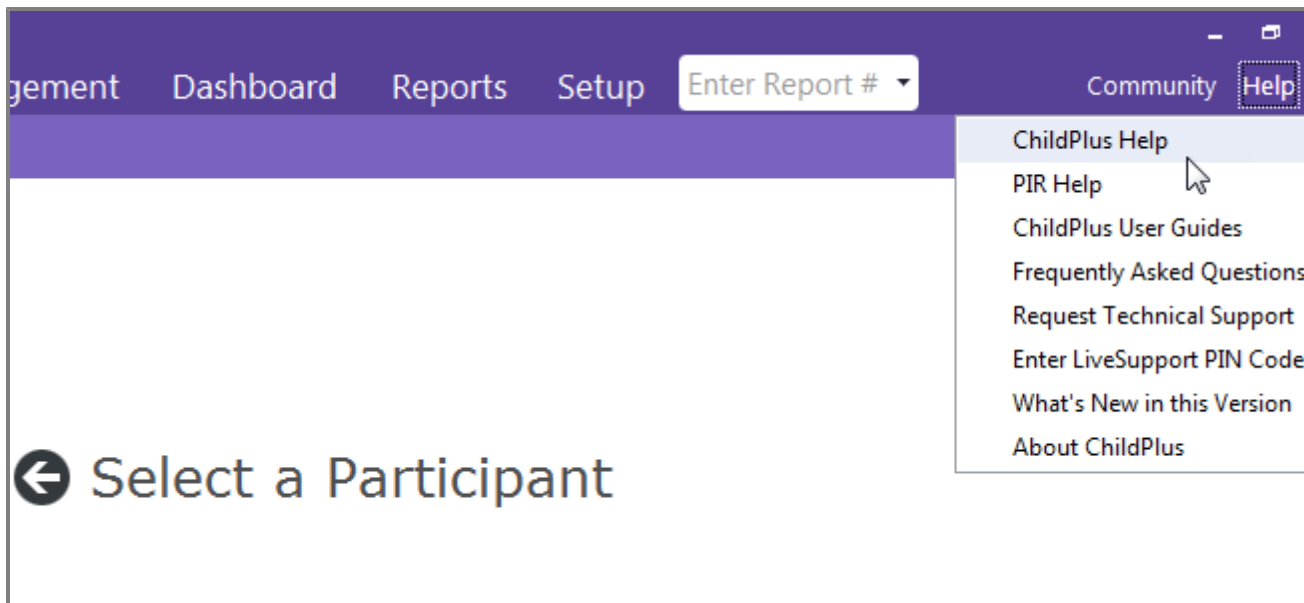 gement Dashboard Reports Setup Enter Report # Community Help
ChildPlus Help
PIR Help
ChildPlus User Guides
Frequently Asked Questions
Request Technical Support
Enter LiveSupport PIN Code
What's New in this Version
About ChildPlus
Select a Participant